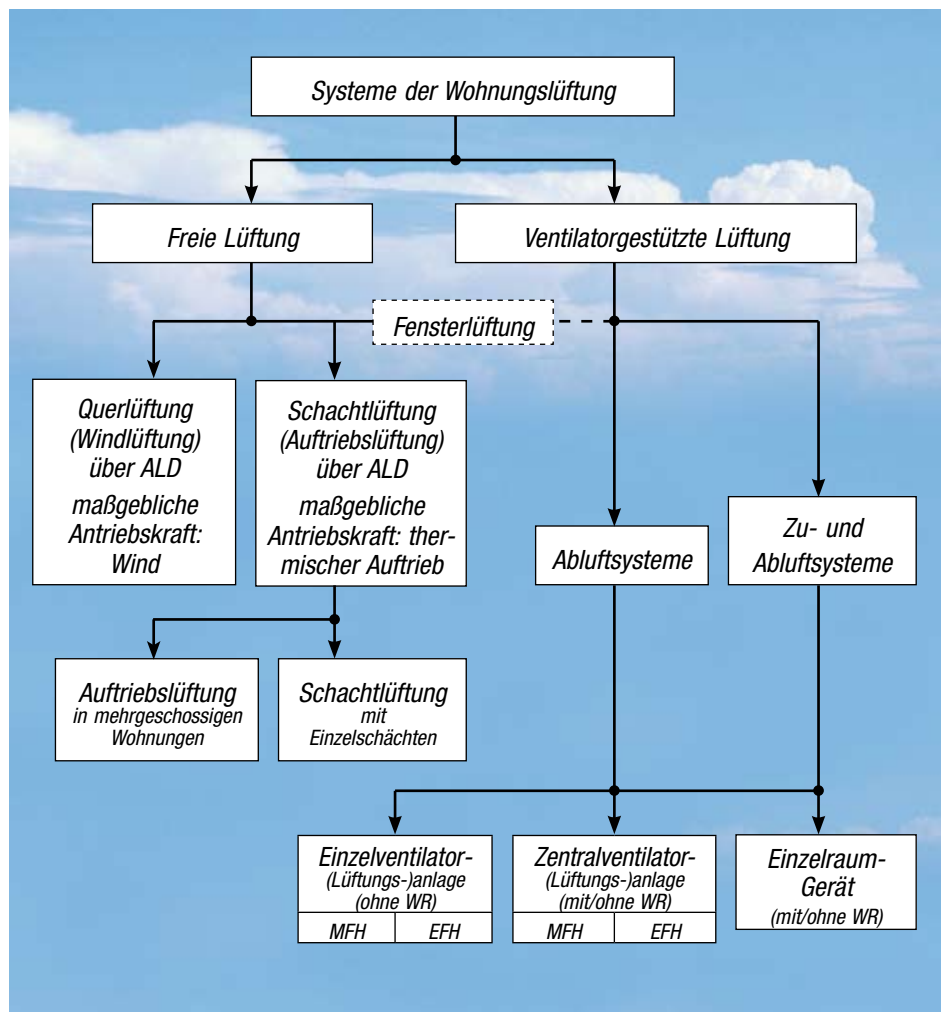 Systeme der Wohnungslüftung
Freie Lüftung
Ventilatorgestützte Lüftung
Fensterlüftung
Querlüftung
(Windlüftung)
über ALD
maßgebliche
Antriebskraft:
Wind
Schachtlüftung
(Auftriebslüftung)
über ALD
maßgebliche
Antriebskraft: ther-
mischer Auftrieb
Abluftsysteme
Zu- und
Abluftsysteme
Auftriebslüftung
in mehrgeschossigen
Wohnungen
Schachtlüftung
mit
Einzelschächten
Einzelventilator-
(Lüftungs-)anlage
(ohne WR)
MFH EFH
Zentralventilator-
(Lüftungs-)anlage
(mit/ohne WR)
MFH EFH
Einzelraum-
Gerät
(mit/ohne WR)